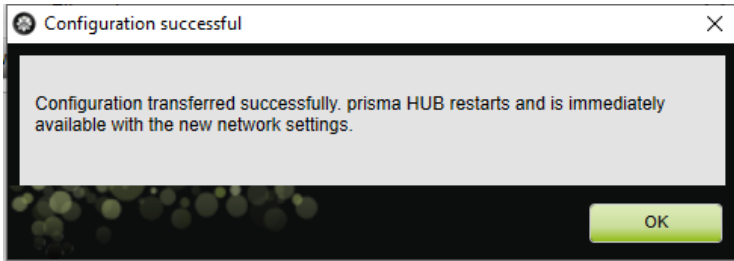 Configuration successful
Configuration transferred successfully. prisma HUB restarts and is immediately
available with the new network settings.
OK